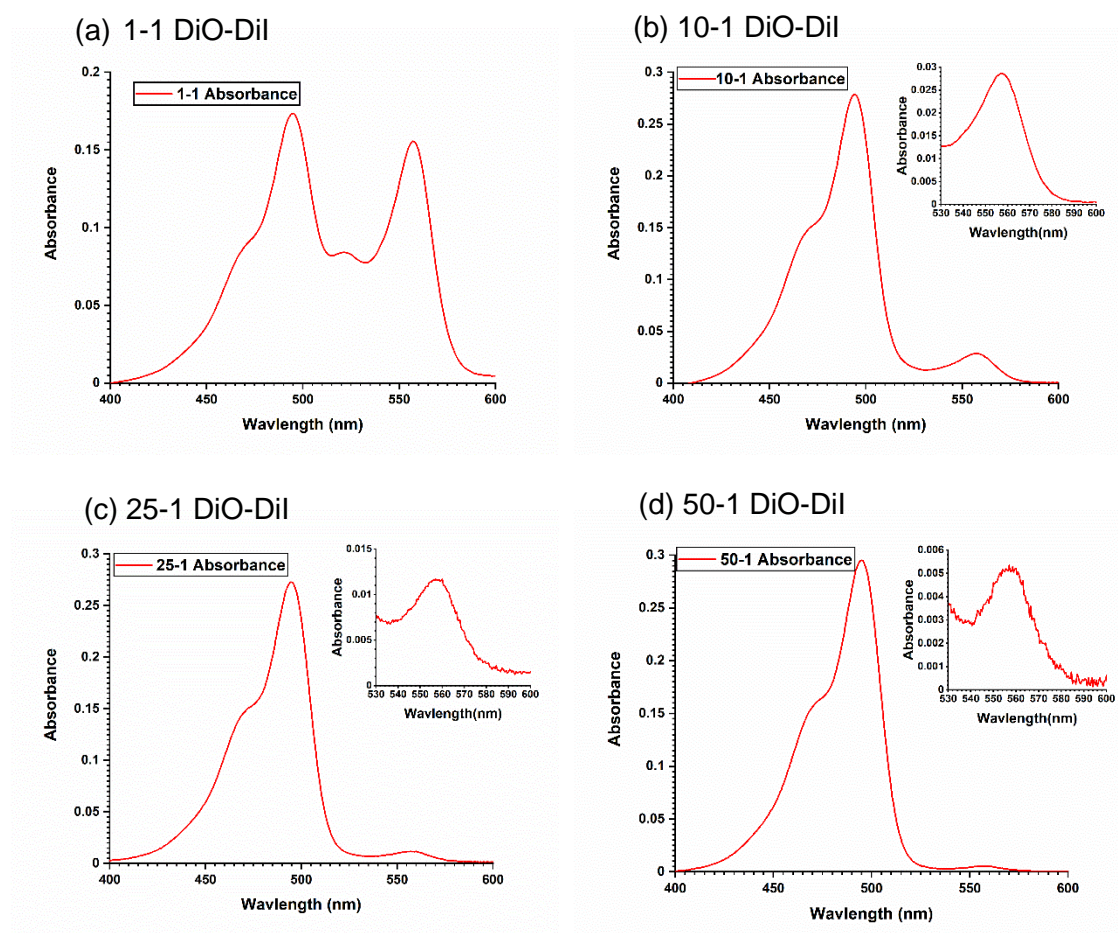 (a) 1-1 DiO-DiI
0.2
0.15
0.1
0.05
0
Absorbance
1-1 Absorbance
400 450 500 550 600
Wavlength (nm)
(b) 10-1 DiO-DiI
0.3
0.25
0.2
0.15
0.1
0.05
0
Absorbance
10-1 Absorbance
400 450 500 550 600
Wavlength (nm)
0.03
0.025
0.02
0.015
0.01
0.005
0
Absorbance
530 540 550 560 570 580 590 600
Wavlength(nm)
(c) 25-1 DiO-DiI
0.3
0.25
0.2
0.15
0.1
0.05
0
Absorbance
25-1 Absorbance
400 450 500 550 600
Wavlength (nm)
0.015
0.01
0.005
0
Absorbance
530 540 550 560 570 580 590 600
Wavlength(nm)
(d) 50-1 DiO-DiI
0.3
0.25
0.2
0.15
0.1
0.05
0
Absorbance
50-1 Absorbance
400 450 500 550 600
Wavlength (nm)
0.006
0.005
0.004
0.003
0.002
0.001
0
Absorbance
530 540 550 560 570 580 590 600
Wavlength(nm)